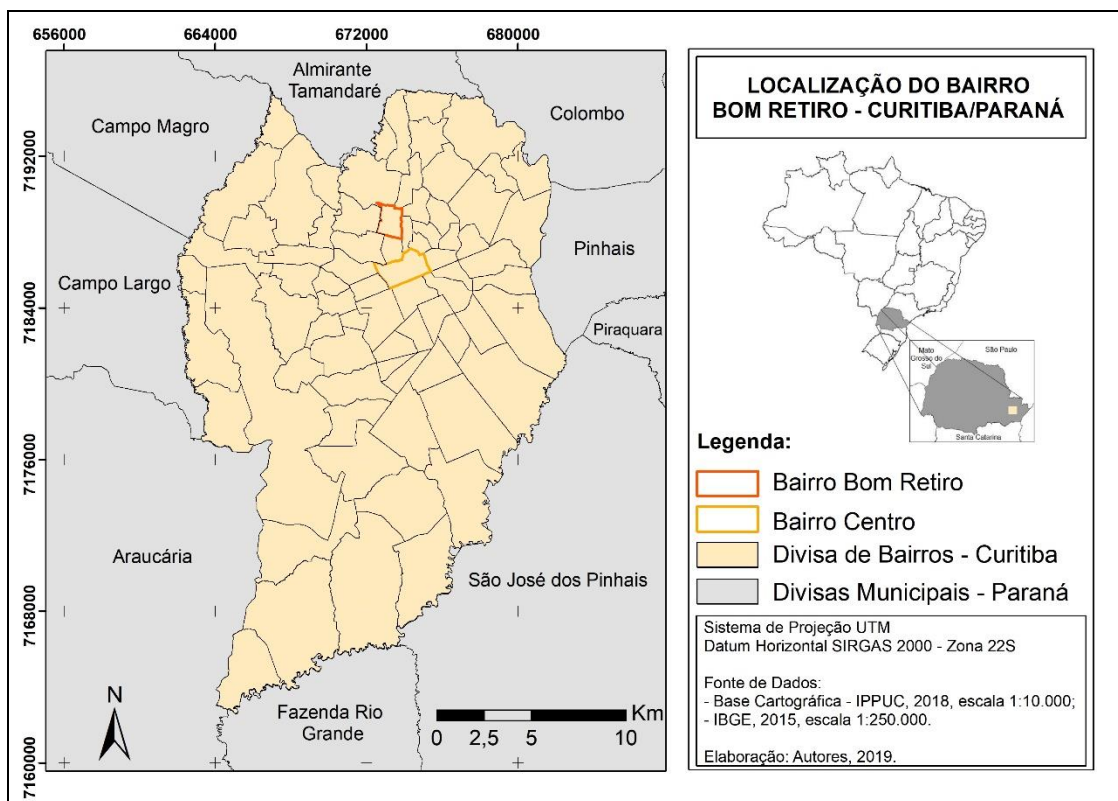 656000
664000
672000
680000
7192000
7184000
7176000
7168000
7160000
Almirante
Tamandaré
Colombo
Campo Magro
Pinhais
Campo Largo
Piraquara
Araucária
São José dos Pinhais
Fazenda Rio
Grande
N
Km
0
2,5
5
10
LOCALIZAÇÃO DO BAIRRO
BOM RETIRO - CURITIBA/PARANÁ
Mato
Grosso do
Sul
São Paulo
Santa Catarina
Legenda:
Bairro Bom Retiro
Bairro Centro
Divisa de Bairros - Curitiba
Divisas Municipais - Paraná
Sistema de Projeção UTM
Datum Horizontal SIRGAS 2000 - Zona 22S
Fonte de Dados:
- Base Cartográfica - IPPUC, 2018, escala 1:10.000;
- IBGE, 2015, escala 1:250.000.
Elaboração: Autores, 2019.